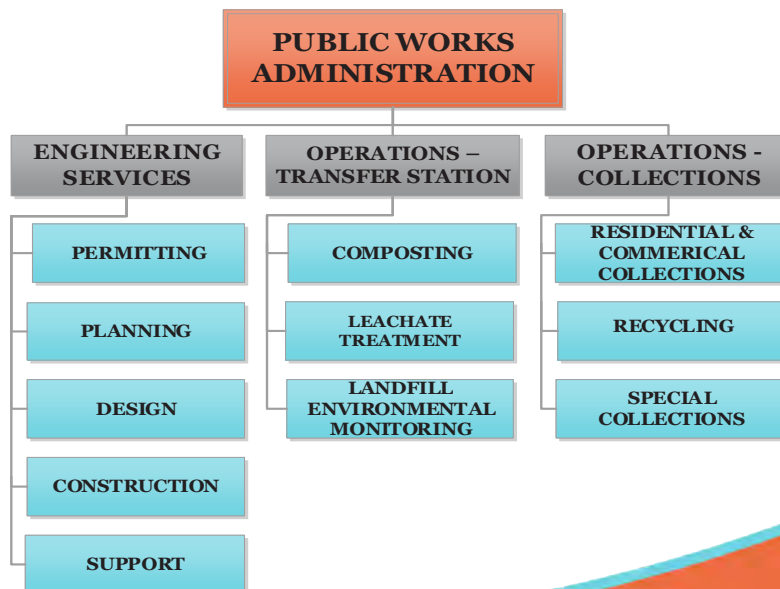 PUBLIC WORKS
ADMINISTRATION
ENGINEERING
SERVICES
PERMITTING
PLANNING
DESIGN
CONSTRUCTION
SUPPORT
OPERATIONS –
TRANSFER STATION
COMPOSTING
LEACHATE
TREATMENT
LANDFILL
ENVIRONMENTAL
MONITORING
OPERATIONS -
COLLECTIONS
RESIDENTIAL &
COMMERICAL
COLLECTIONS
RECYCLING
SPECIAL
COLLECTIONS